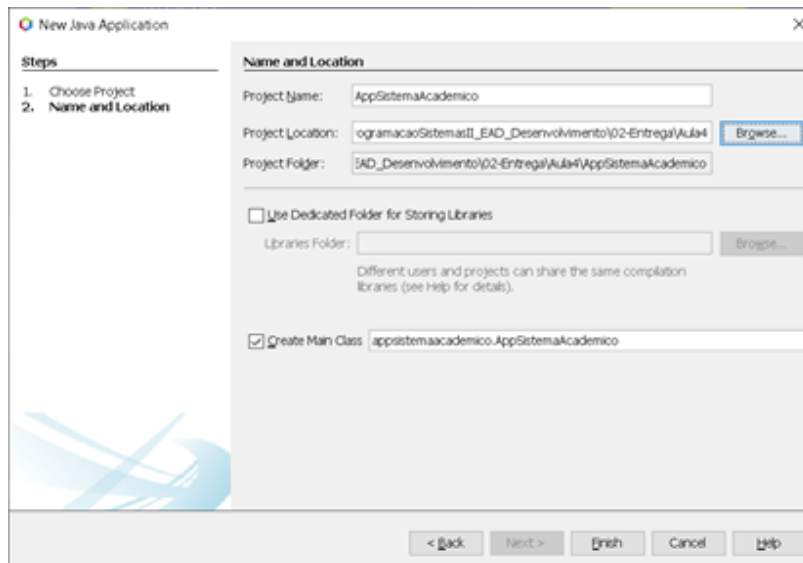 New Java Application
Steps
1. Choose Project
2. Name and Location
Name and Location
Project Name: AppSistemaAcademico
Project Location: ogramacaoSistemasII_EAD_Desenvolvimento\02-Entrega\Aula4 Browse...
Project Folder: EAD_Desenvolvimento\02-Entrega\Aula4\AppSistemaAcademico
Use Dedicated Folder for Storing Libraries
Libraries Folder: Browse...
Different users and projects can share the same compilation
libraries (see Help for details).
Create Main Class appsistemaacademico.AppSistemaAcademico
< Back Next > Finish Cancel Help